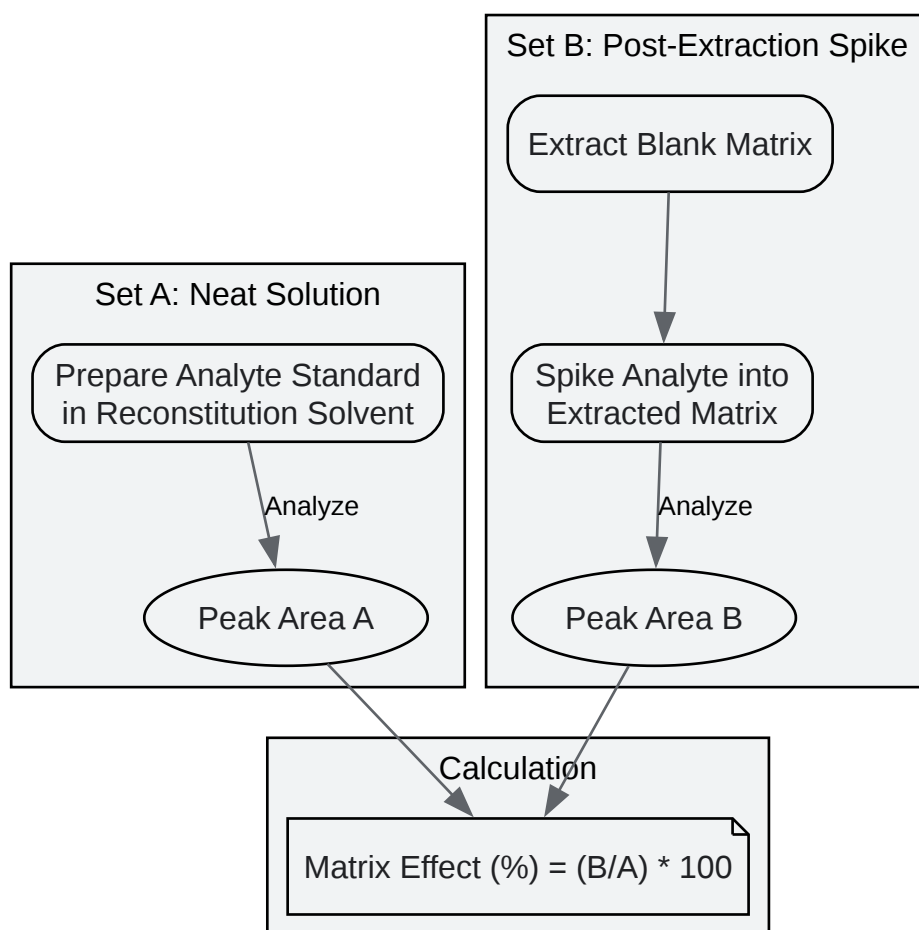 Set B: Post-Extraction Spike
Extract Blank Matrix
Set A: Neat Solution
Prepare Analyte Standard
in Reconstitution Solvent
Spike Analyte into
Extracted Matrix
Analyze
Analyze
Peak Area A
Peak Area B
Calculation
Matrix Effect (%) = (B/A) * 100